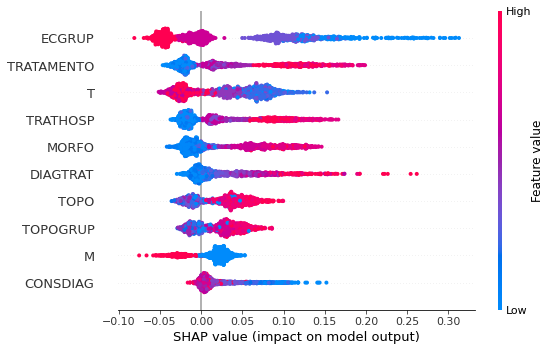 High
ECGRUP
TRATAMENTO
T
TRATHOSP
MORFO
DIAGTRAT
TOPO
TOPOGRUP
M
CONSDIAG
Feature value
Low
−0.10 −0.05 0.00 0.05 0.10 0.15 0.20 0.25 0.30
SHAP value (impact on model output)